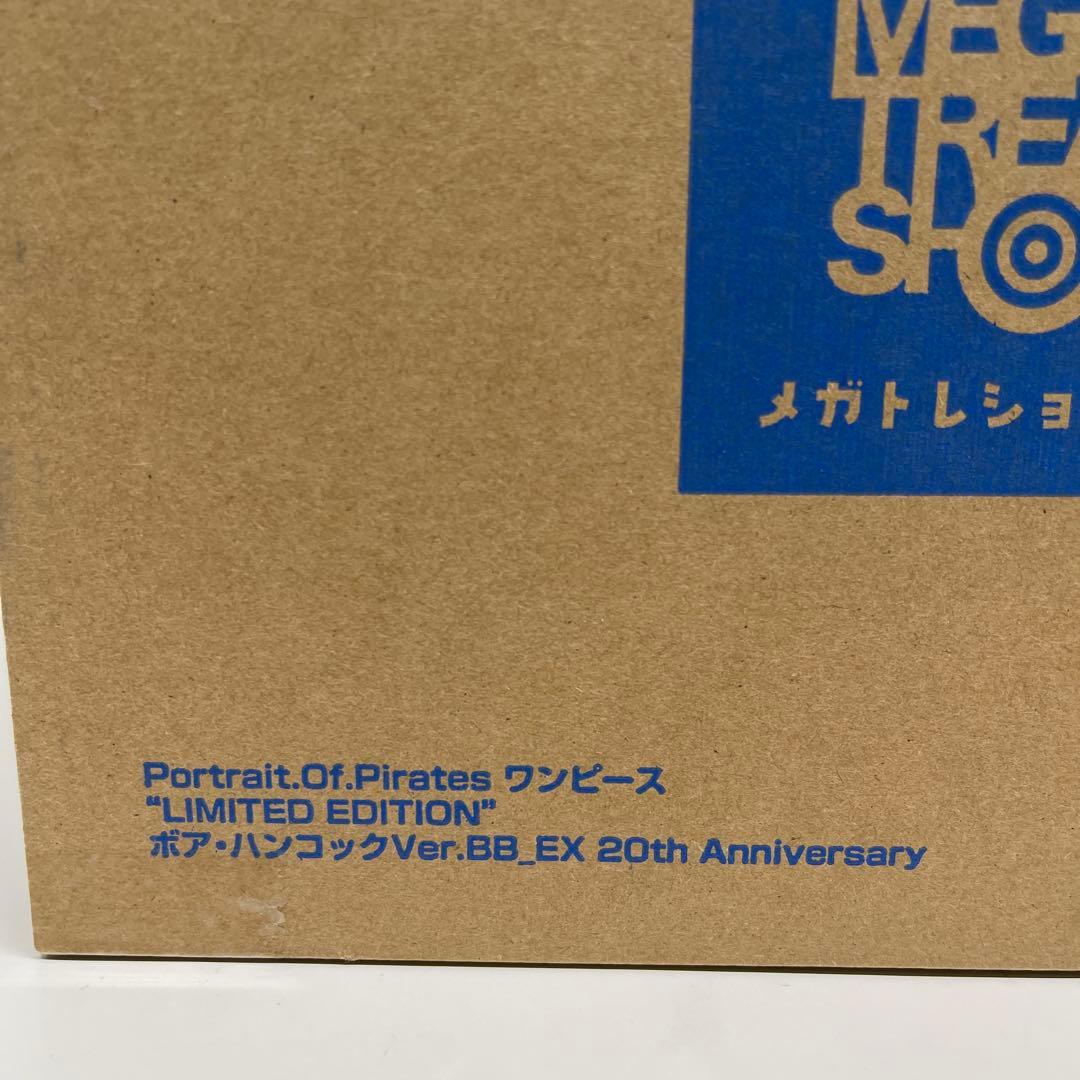 MEG
TREA
SHO
メガトレショ
Portrait.Of.Pirates ワンピース
“LIMITED EDITION”
ボア・ハンコックVer.BB_EX 20th Anniversary